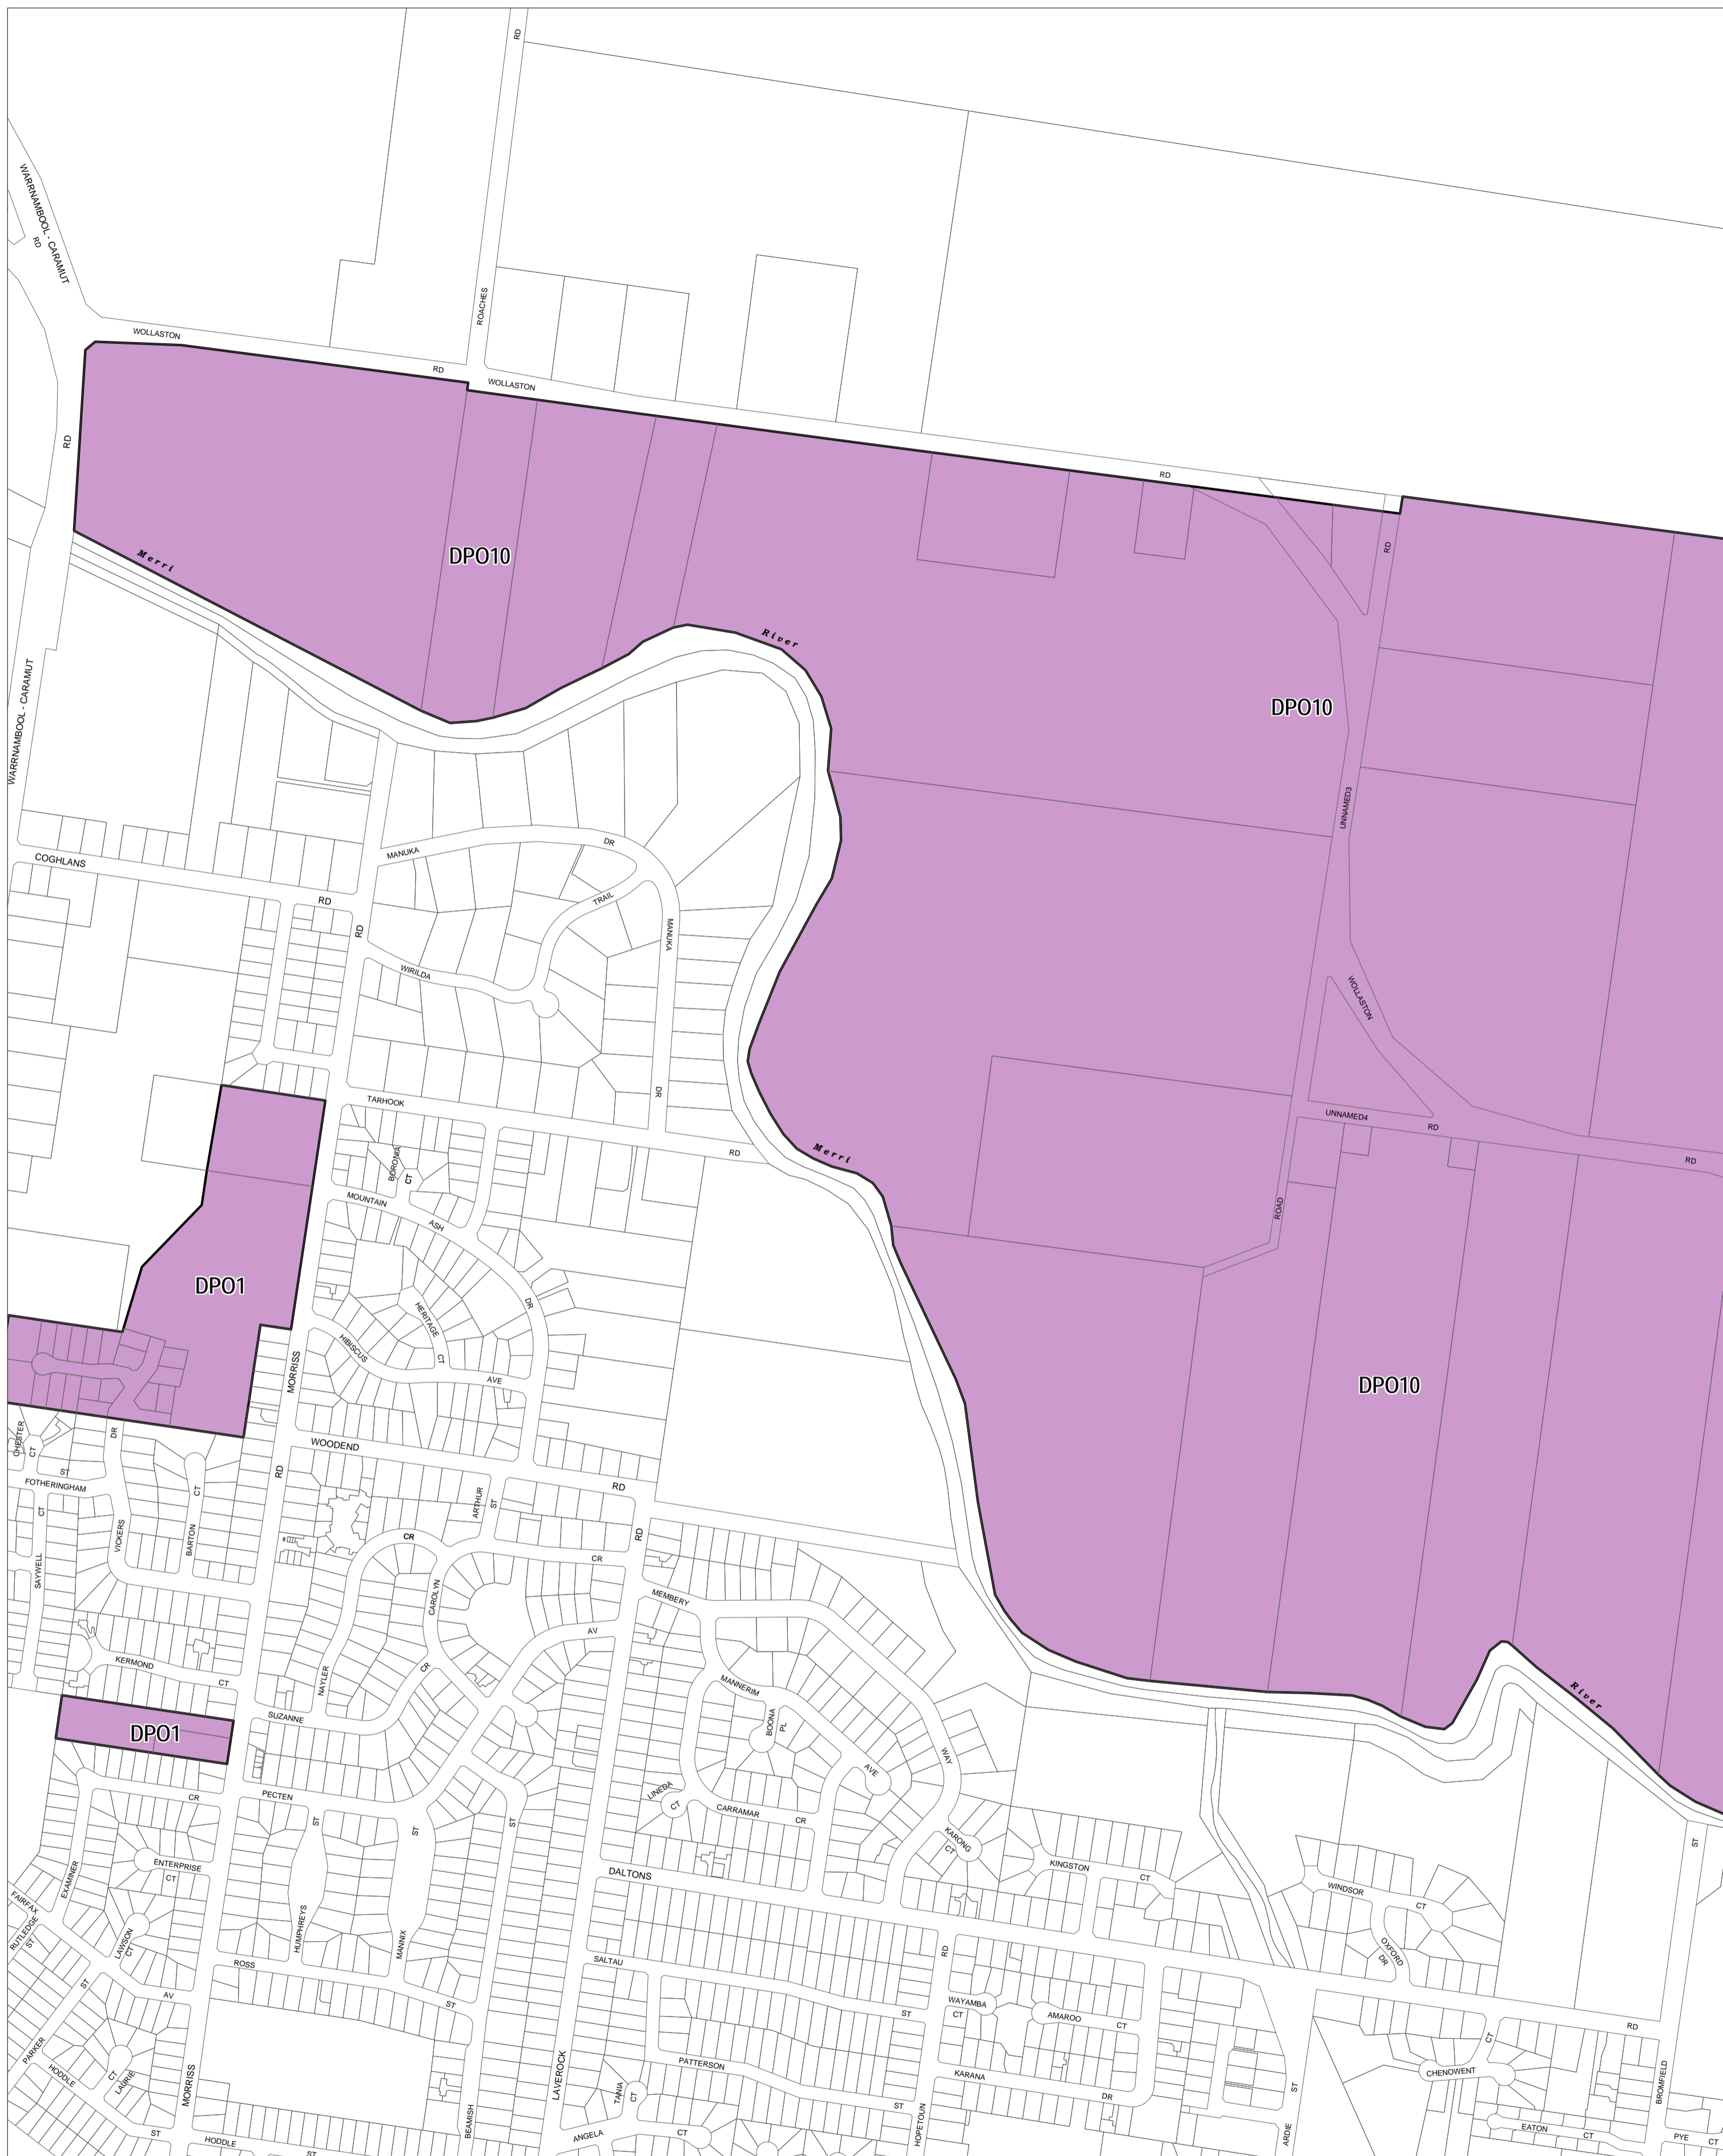 RD
WARRNAMBOOL - CARAMUT
RD
ROACHES
WOLLASTON
RD
WOLLASTON
RD
RD
RD
Merri
DPO10
River
DPO10
WARRNAMBOOL - CARAMUT
UNNAMED3
COGHLANS
MANUKA
DR
TRAIL
RD
RD
MANUKA
WIRILDA
WOLLASTON
DR
TARHOOK
UNNAMED4
RD
RD
RD
Merri
BORONIA
CT
MOUNTAIN
ASH
ROAD
DPO1
DR
HERITAGE
HIBISCUS
CT
MORRISS
AVE
DPO10
CHESTER
CT
DR
WOODEND
ST
RD
FOTHERINGHAM
CT
CT
RD
ARTHUR
ST
VICKERS
BARTON
CR
RD
CR
SAYWELL
CAROLYN
MEMBERY
AV
KERMOND
CT
NAYLER
CR
MANNERIM
River
DPO1
SUZANNE
BOONA
PL
WAY
AVE
CR
PECTEN
LINEDA
CT
CARRAMAR
CR
ST
ST
ST
ST
KARONG
CT
ENTERPRISE
CT
EXAMINER
DALTONS
KINGSTON
CT
WINDSOR
CT
FAIRFAX
RUTLEDGE
ST
LAWSON
CT
HUMPHREYS
MANNIX
RD
OXFORD
DR
ROSS
SALTAU
ST
AV
ST
ST
WAYAMBA
CT
AMAROO
CT
RD
PARKER
CT
LAURIE
HODDLE
MORRISS
PATTERSON
KARANA
DR
CT
CHENOWENT
ST
LAVEROCK
TANIA
CT
ST
BROMFIELD
BEAMISH
HOPETOUN
ARDIE
ST
HODDLE
ST
ANGELA
CT
EATON
CT
PYE
CT